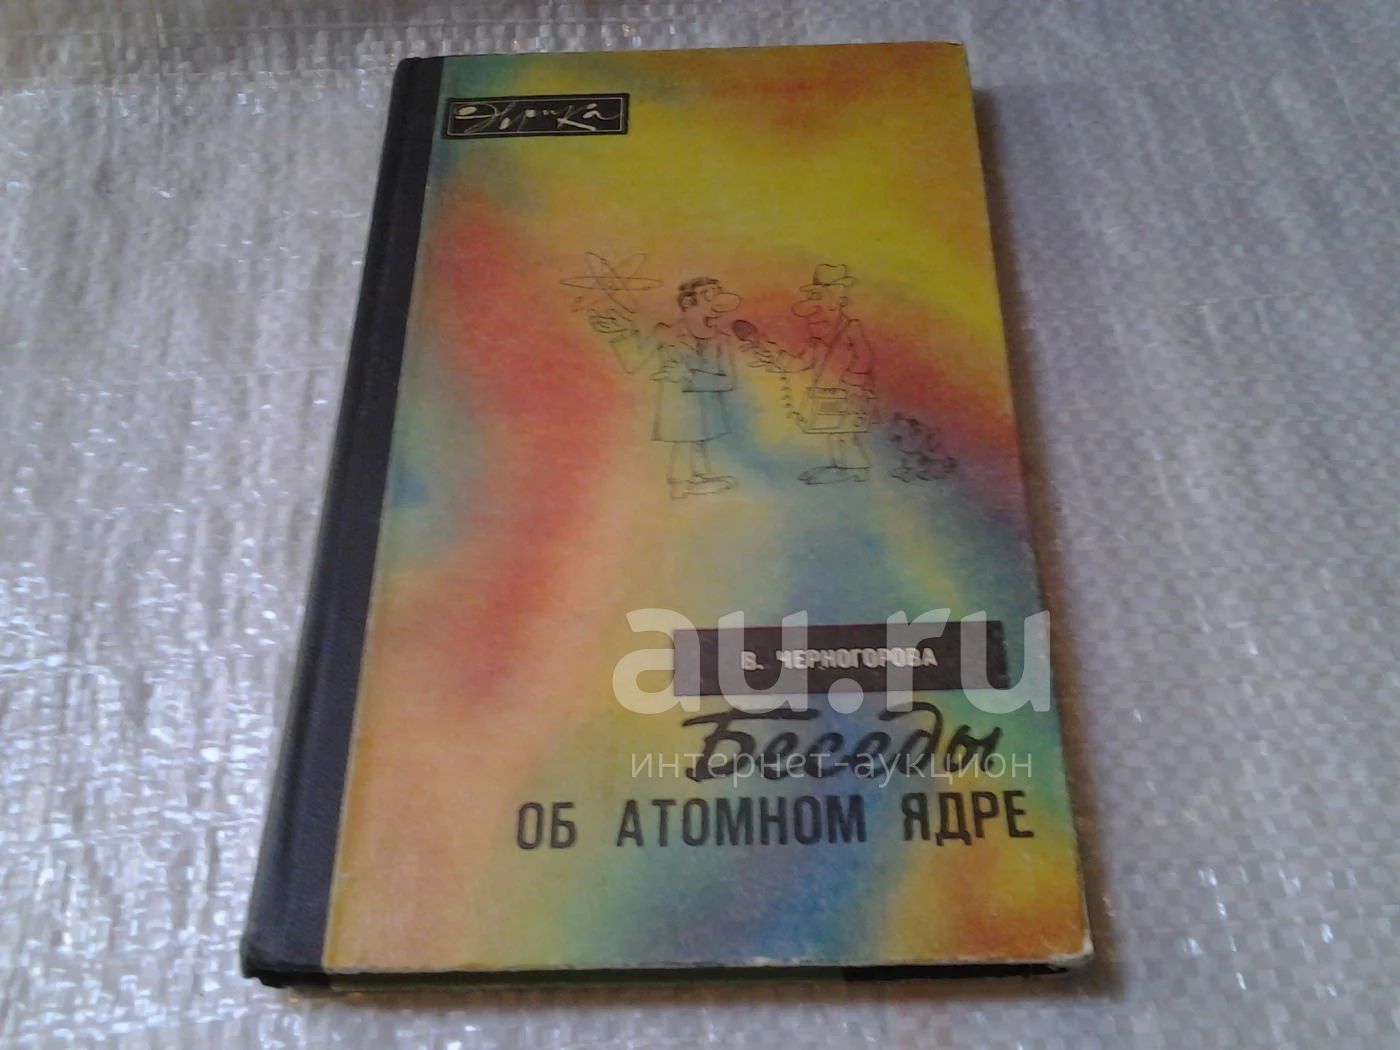 Эврика
В. ЧЕРНОГОРОВА
au.ru
Беседы
интернет-аукцион
ОБ АТОМНОМ ЯДРЕ